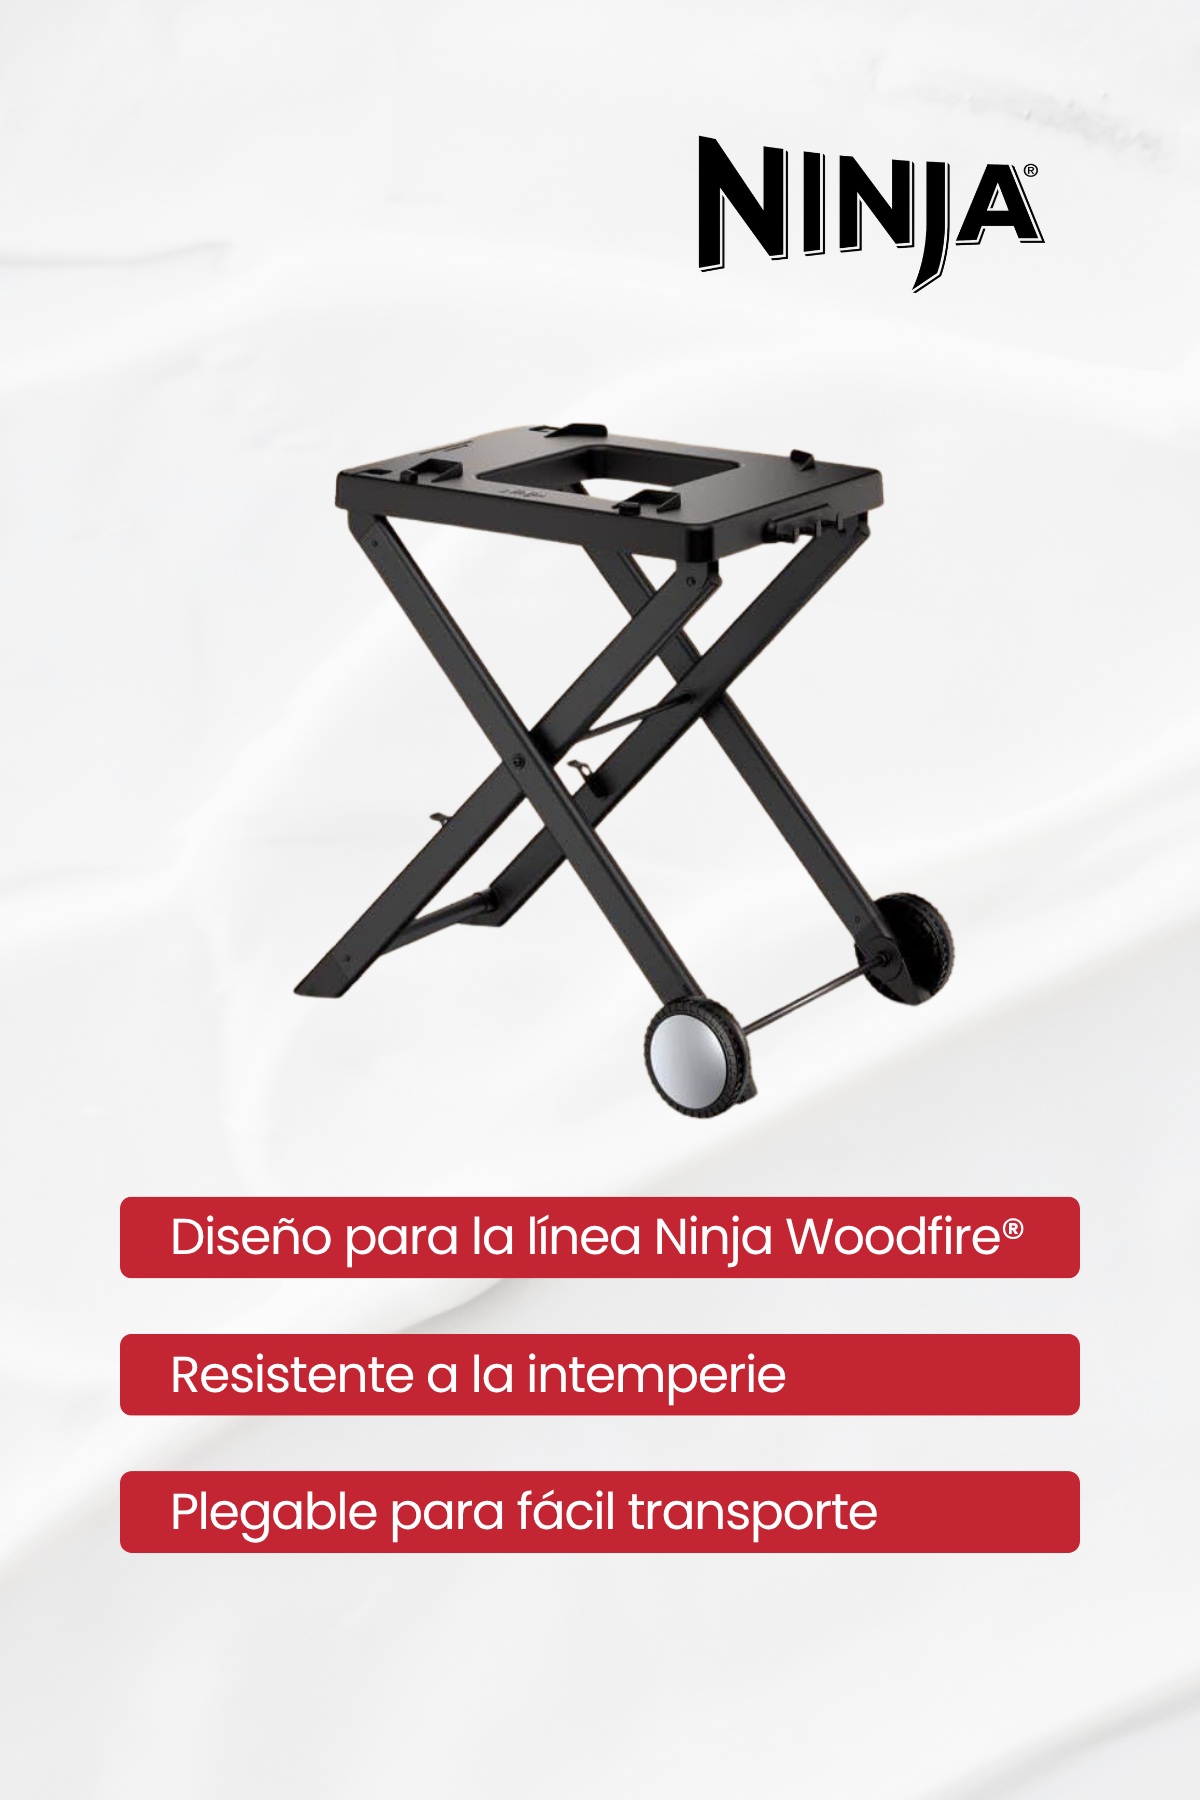 NINJA®
Diseño para la línea Ninja Woodfire®
Resistente a la intemperie
Plegable para fácil transporte